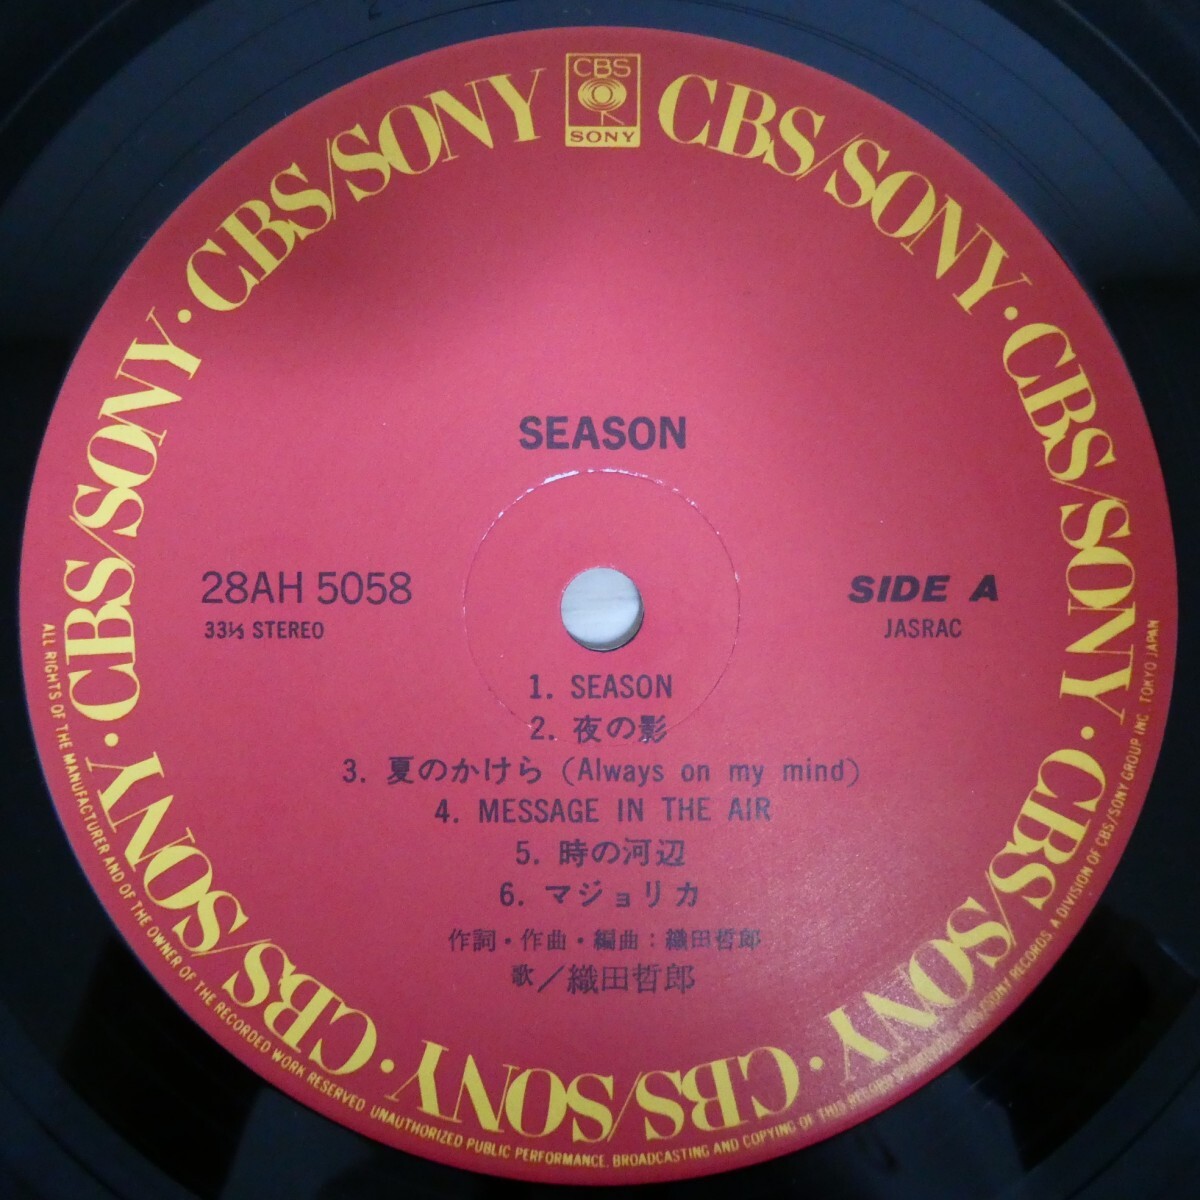 CBS
SONY
CBS/SONY · CBS/SONY · CBS/SONY · CBS/SONY · CBS/SONY · CBS/SONY · CBS/SONY · CBS/SONY
SEASON
28AH 5058
33⅓ STEREO
SIDE A
JASRAC
1. SEASON
2. 夜の影
3. 夏のかけら (Always on my mind)
4. MESSAGE IN THE AIR
5. 時の河辺
6. マジョリカ
作詞・作曲・編曲：織田哲郎
歌／織田哲郎
ALL RIGHTS OF THE MANUFACTURER AND OF THE OWNER OF THE RECORDED WORK RESERVED UNAUTHORIZED PUBLIC PERFORMANCE. BROADCASTING AND COPYING OF THIS RECORD PROHIBITED CBS/SONY RECORDS A DIVISION OF CBS/SONY GROUP INC. TOKYO JAPAN